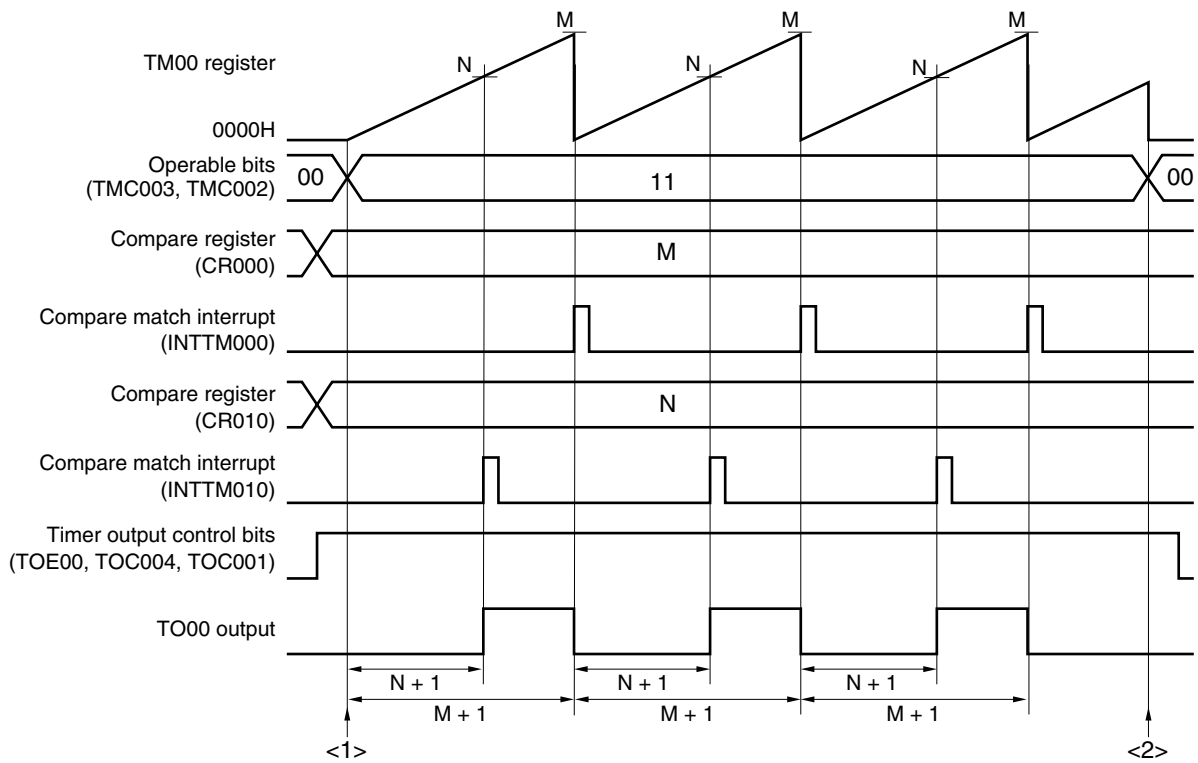 M M M
TM00 register
N N N
0000H
Operable bits
(TMC003, TMC002)
00 11 00
Compare register
(CR000)
M
Compare match interrupt
(INTTM000)
Compare register
(CR010)
N
Compare match interrupt
(INTTM010)
Timer output control bits
(TOE00, TOC004, TOC001)
TO00 output
N + 1 N + 1 N + 1
M + 1 M + 1 M + 1
<1> <2>